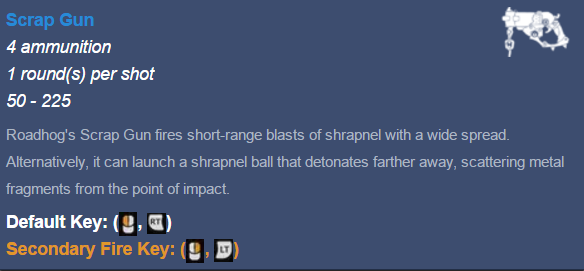 Scrap Gun
4 ammunition
1 round(s) per shot
50 - 225
Roadhog's Scrap Gun fires short-range blasts of shrapnel with a wide spread.
Alternatively, it can launch a shrapnel ball that detonates farther away, scattering metal
fragments from the point of impact.
Default Key: ( , RT)
Secondary Fire Key: ( , LT)